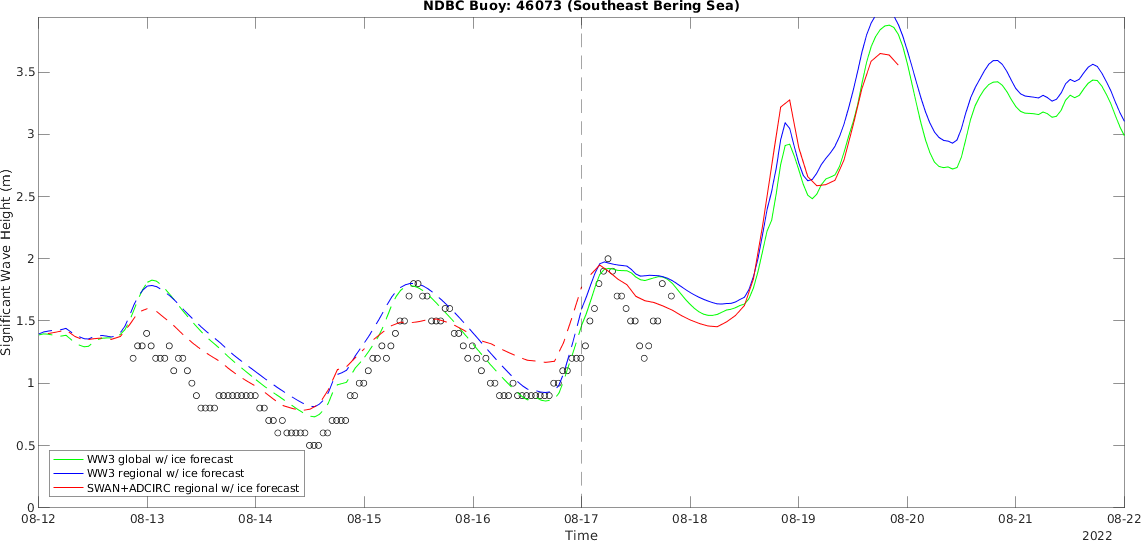 NDBC Buoy: 46073 (Southeast Bering Sea)
Significant Wave Height (m)
3.5
3
2.5
2
1.5
1
0.5
0
WW3 global w/ ice forecast
WW3 regional w/ ice forecast
SWAN+ADCIRC regional w/ ice forecast
08-12 08-13 08-14 08-15 08-16 08-17 08-18 08-19 08-20 08-21 08-22
Time
2022